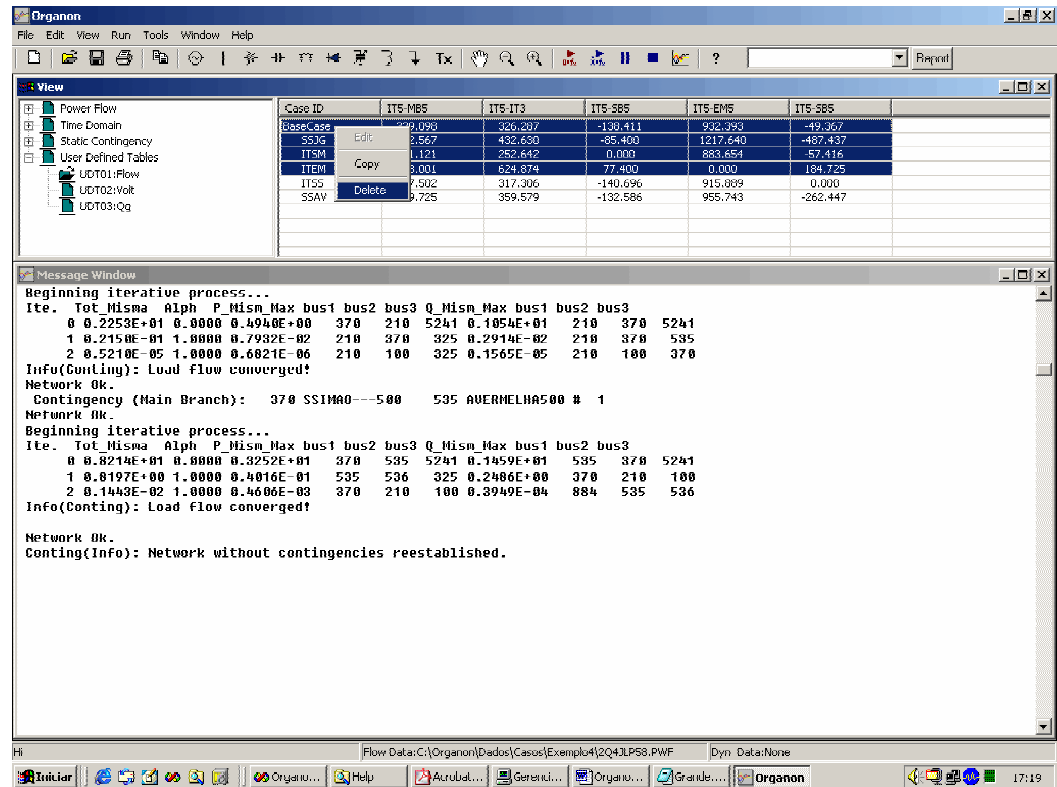 Organon
File Edit View Run Tools Window Help
Tx ? Report
View
Power Flow
Time Domain
Static Contingency
User Defined Tables
UDT01:Flow
UDT02:Volt
UDT03:Qg
Case ID IT5-MB5 IT5-IT3 IT5-SB5 IT5-EM5 IT5-SB5
BaseCase 326.287 -138.411 932.393 -49.367
SSJG 2.567 432.630 -85.400 1217.640 -487.437
ITSM 1.121 252.642 0.000 883.654 -57.416
ITEM 3.001 624.874 77.400 0.000 184.725
ITSS 7.502 317.306 -140.696 915.889 0.000
SSAV 9.725 359.579 -132.586 955.743 -262.447
Edit
Copy
Delete
Message Window
Beginning iterative process...
Ite. Tot_Misma Alph P_Mism_Max bus1 bus2 bus3 Q_Mism_Max bus1 bus2 bus3
0 0.2253E+01 0.0000 0.4940E+00 370 210 5241 0.1054E+01 210 370 5241
1 0.2150E-01 1.0000 0.7932E-02 210 370 325 0.2914E-02 210 370 535
2 0.5210E-05 1.0000 0.6821E-06 210 100 325 0.1565E-05 210 100 370
Info(Conting): Load flow converged!
Network Ok.
Contingency (Main Branch): 370 SSIMAO---500 535 AVERMELHA500 # 1
Network Ok.
Beginning iterative process...
Ite. Tot_Misma Alph P_Mism_Max bus1 bus2 bus3 Q_Mism_Max bus1 bus2 bus3
0 0.8214E+01 0.0000 0.3252E+01 370 535 5241 0.1459E+01 535 370 5241
1 0.8197E+00 1.0000 0.4016E-01 535 536 325 0.2486E+00 370 210 100
2 0.1443E-02 1.0000 0.4606E-03 370 210 100 0.3949E-04 884 535 536
Info(Conting): Load flow converged!
Network Ok.
Conting(Info): Network without contingencies reestablished.
Hi Flow Data:C:\Organon\Dados\Casos\Exemplo4\2Q4JLP58.PWF Dyn Data:None
Iniciar Organo... Help Acrobat... Gerenci... Organo... Grande.... Organon 17:19